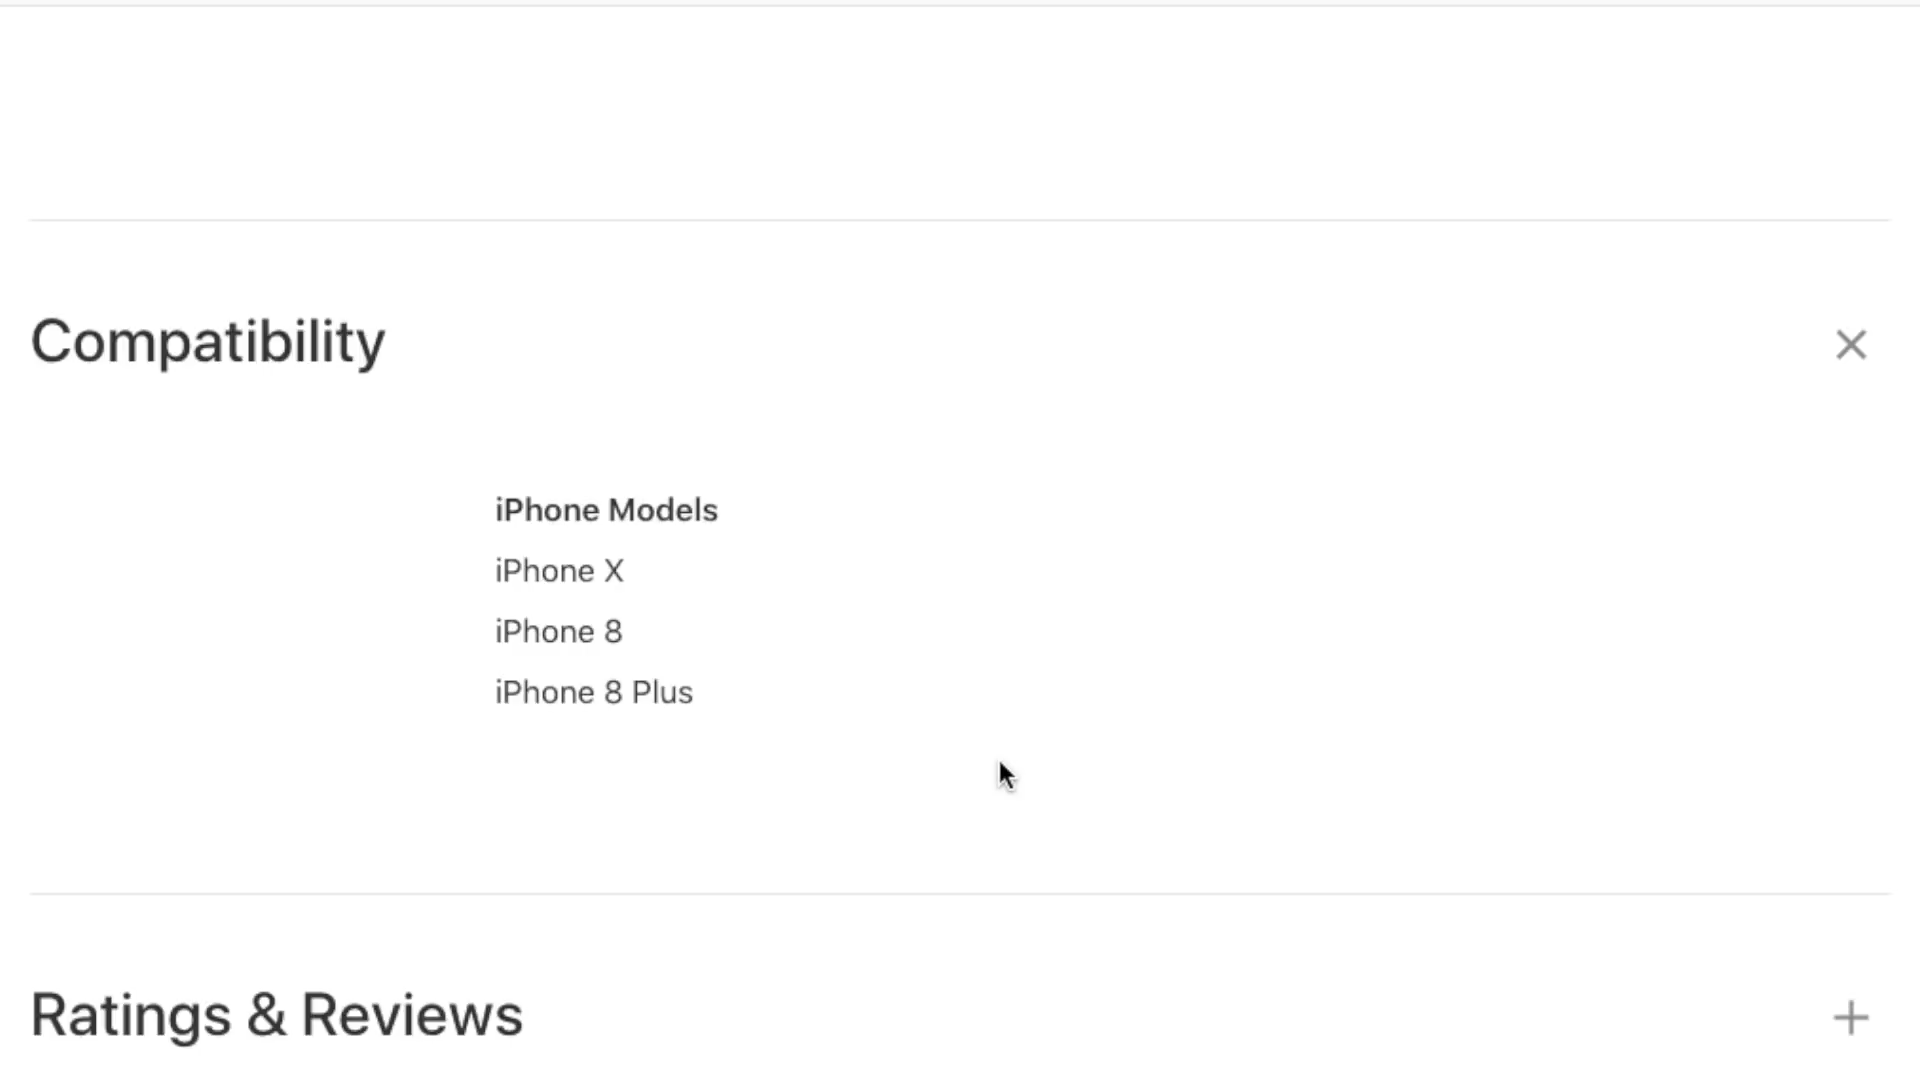 Compatibility
iPhone Models
iPhone X
iPhone 8
iPhone 8 Plus
Ratings & Reviews